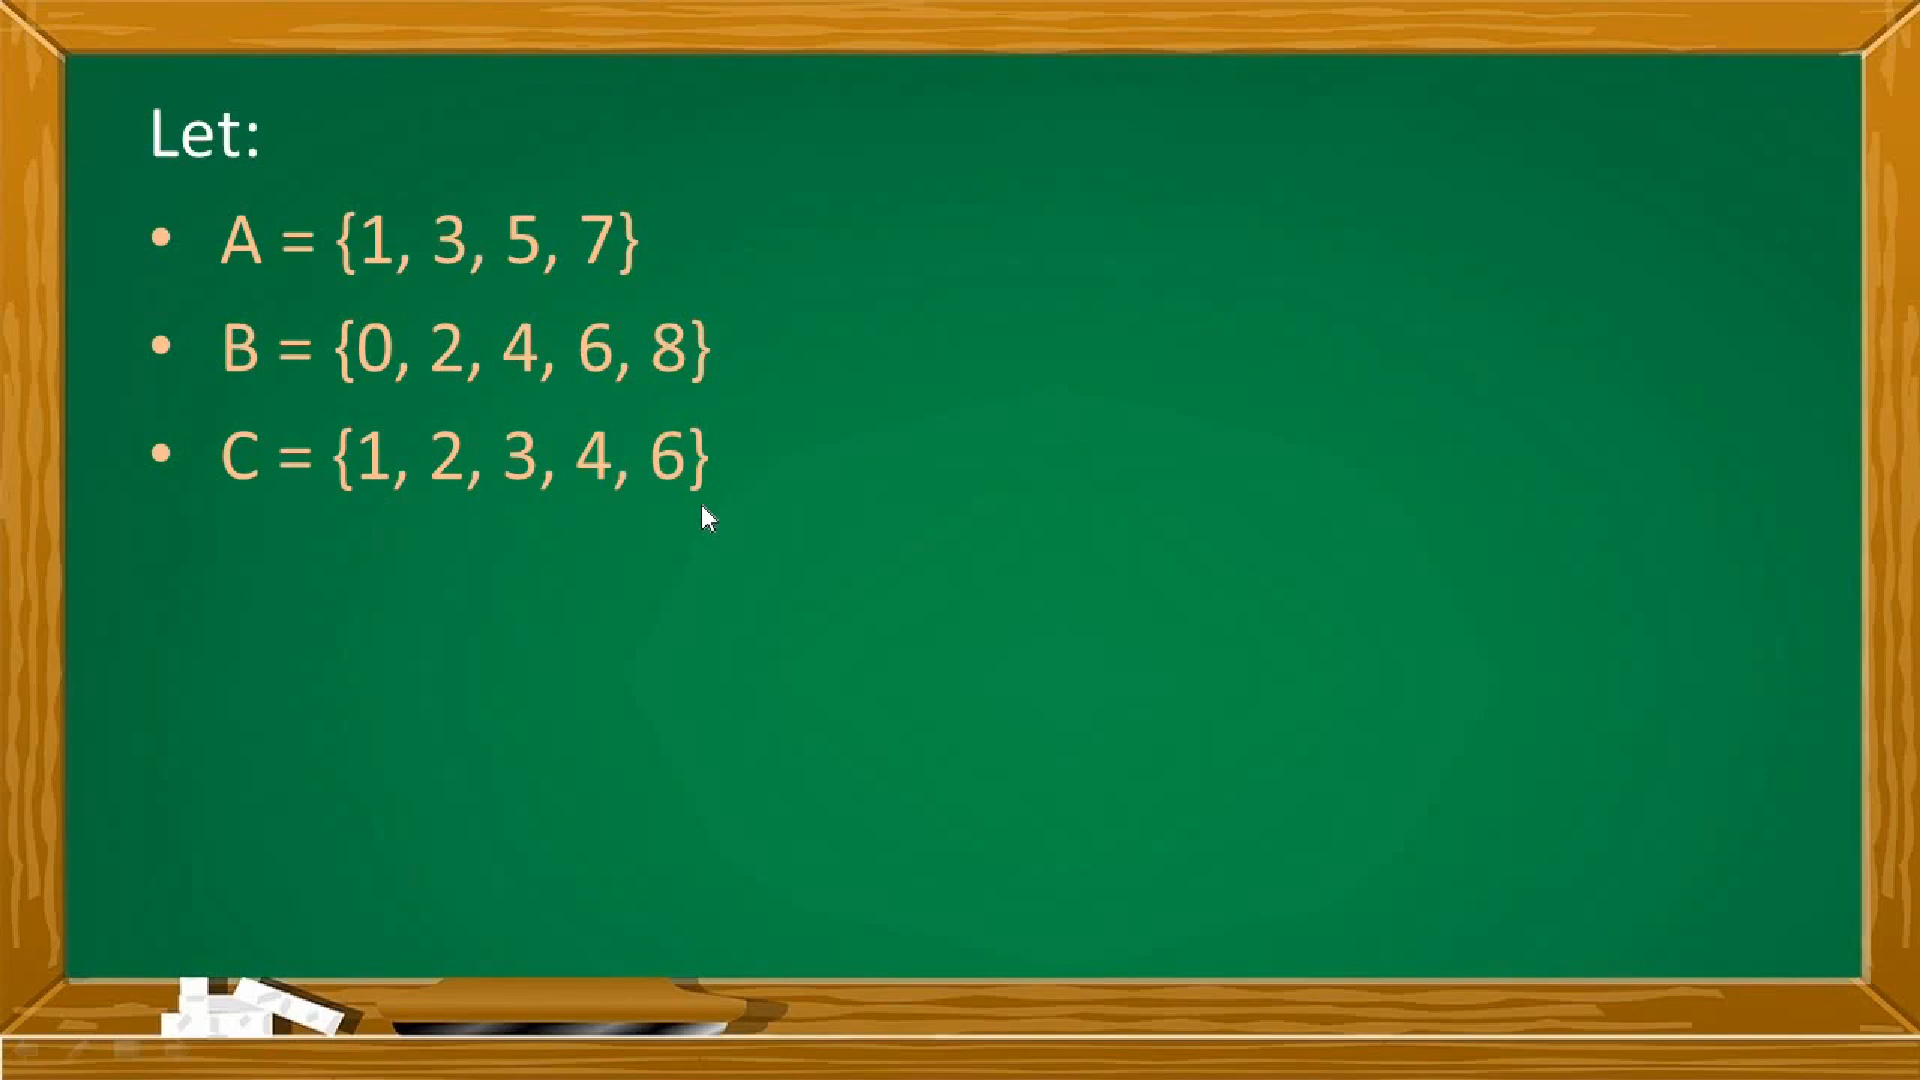 Let:
• A = {1, 3, 5, 7}
• B = {0, 2, 4, 6, 8}
• C = {1, 2, 3, 4, 6}